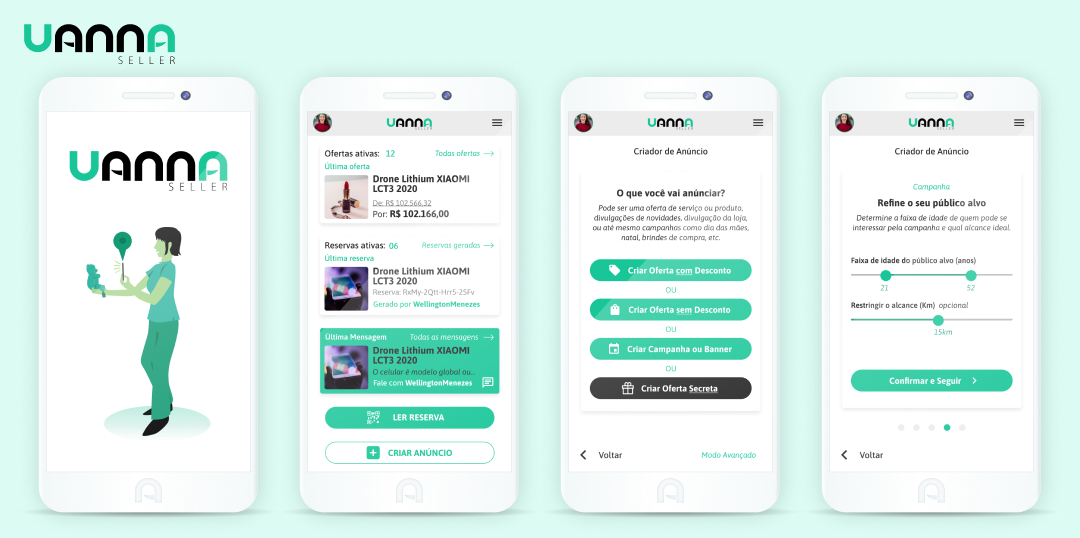 UANNA
SELLER
UANNA
SELLER
UANNA
SELLER
Ofertas ativas: 12
Todas ofertas
Última oferta
Drone Lithium XIAOMI
LCT3 2020
De: R$ 102.566,32
Por: R$ 102.166,00
Reservas ativas: 06
Reservas geradas
Última reserva
Drone Lithium XIAOMI
LCT3 2020
Reserva: RxMy-2Qtt-Hrr5-25Fv
Gerado por WellingtonMenezes
Última Mensagem
Todas as mensagens
Drone Lithium XIAOMI
LCT3 2020
O celular é modelo global ou...
Fale com WellingtonMenezes
LER RESERVA
CRIAR ANÚNCIO
UANNA
SELLER
Criador de Anúncio
O que você vai anúnciar?
Pode ser uma oferta de serviço ou produto,
divulgações de novidades, divulgação da loja,
ou até mesmo campanhas como dia das mães,
natal, brindes de compra, etc.
Criar Oferta com Desconto
OU
Criar Oferta sem Desconto
OU
Criar Campanha ou Banner
OU
Criar Oferta Secreta
Voltar
Modo Avançado
UANNA
SELLER
Criador de Anúncio
Campanha
Refine o seu público alvo
Determine a faixa de idade de quem pode se
interessar pela campanha e qual alcance ideal.
Faixa de idade do público alvo (anos)
21
52
Restringir o alcance (Km) opcional
15km
Confirmar e Seguir
Voltar